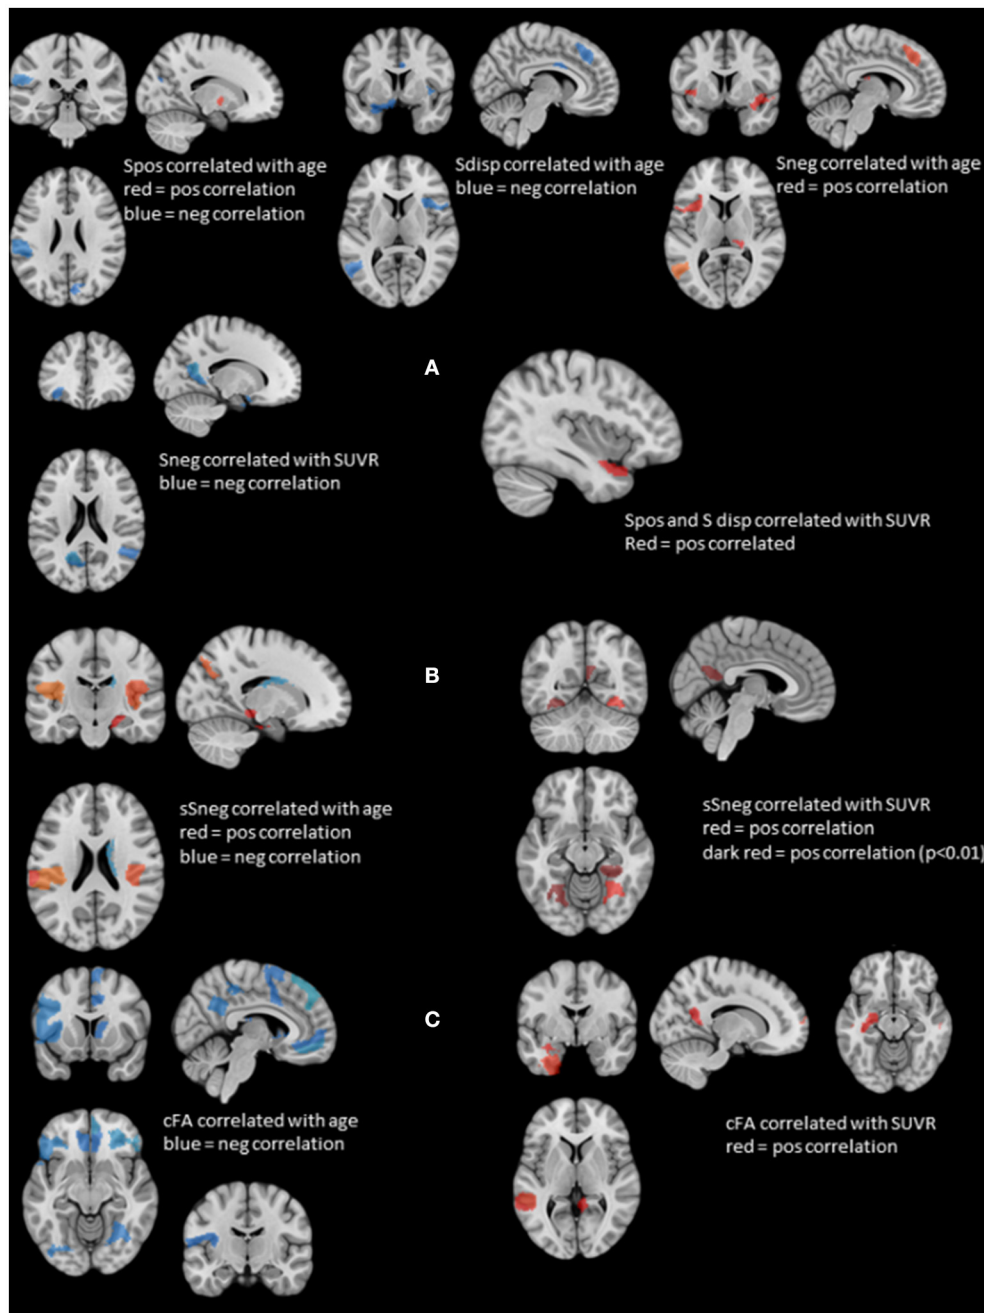 Spos correlated with age
red = pos correlation
blue = neg correlation
Sdisp correlated with age
blue = neg correlation
Sneg correlated with age
red = pos correlation
A
Sneg correlated with SUVR
blue = neg correlation
Spos and S disp correlated with SUVR
Red = pos correlated
B
sSneg correlated with age
red = pos correlation
blue = neg correlation
sSneg correlated with SUVR
red = pos correlation
dark red = pos correlation (p<0.01)
C
cFA correlated with age
blue = neg correlation
cFA correlated with SUVR
red = pos correlation